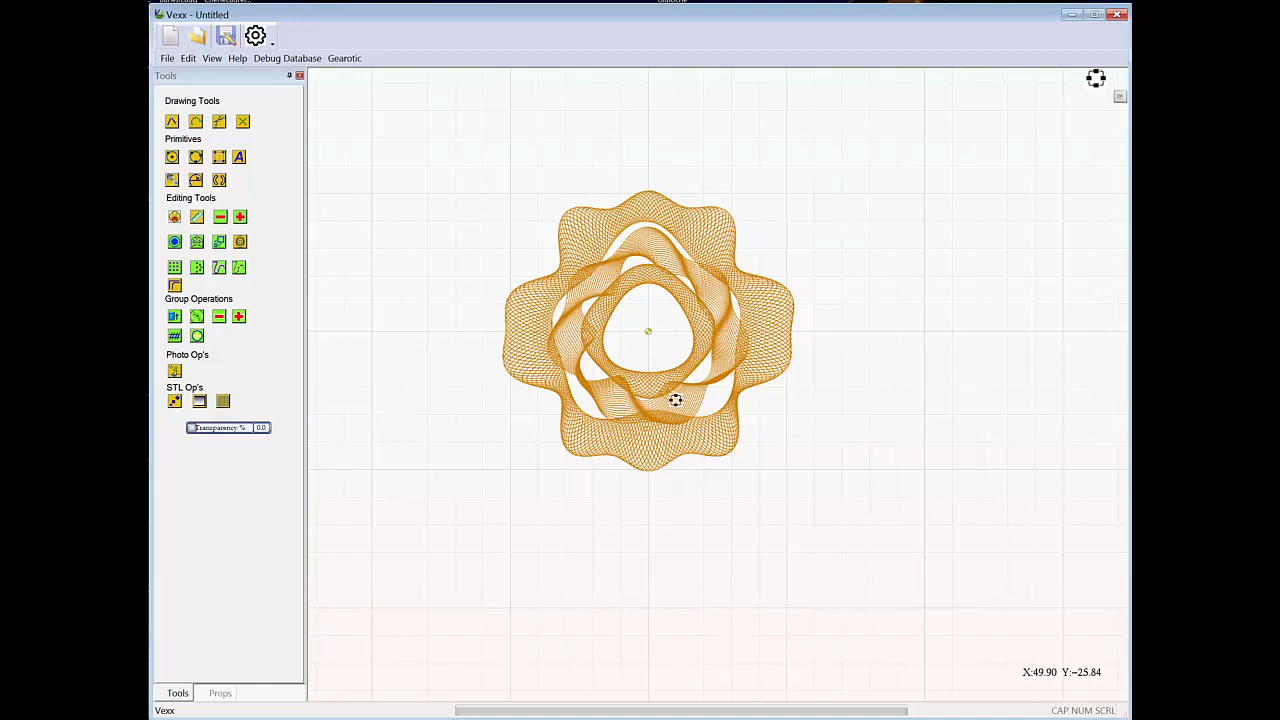 Vexx - Untitled
File Edit View Help Debug Database Gearotic
Tools
Drawing Tools
Primitives
A
Editing Tools
Group Operations
Photo Op's
STL Op's
Transparency % 0.0
X:49.90 Y:-25.84
Tools Props
Vexx
CAP NUM SCRL